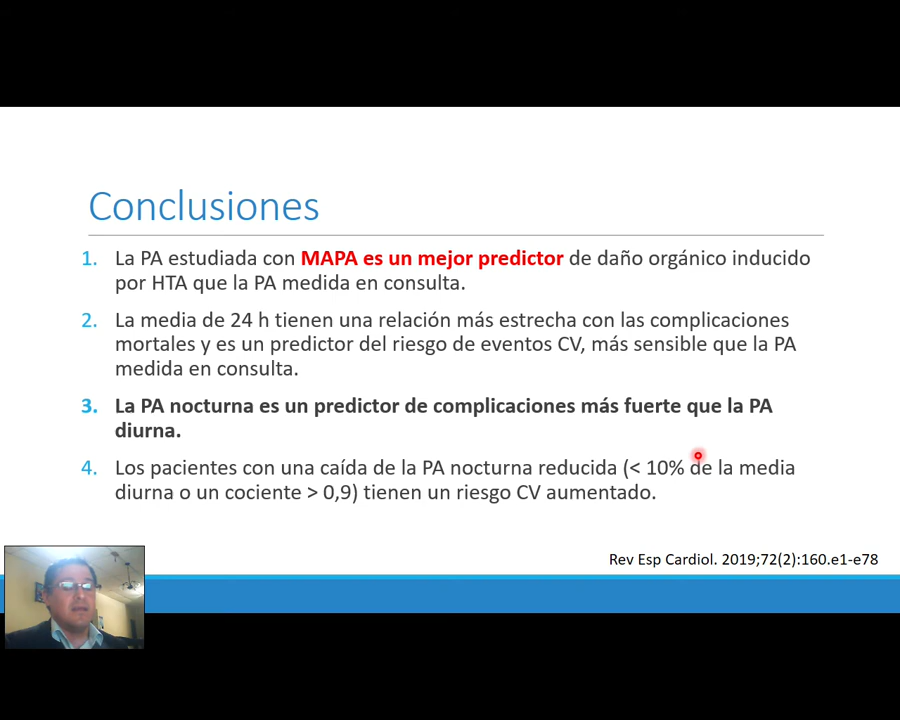 Conclusiones
1. La PA estudiada con MAPA es un mejor predictor de daño orgánico inducido
por HTA que la PA medida en consulta.
2. La media de 24 h tienen una relación más estrecha con las complicaciones
mortales y es un predictor del riesgo de eventos CV, más sensible que la PA
medida en consulta.
3. La PA nocturna es un predictor de complicaciones más fuerte que la PA
diurna.
4. Los pacientes con una caída de la PA nocturna reducida (< 10% de la media
diurna o un cociente > 0,9) tienen un riesgo CV aumentado.
Rev Esp Cardiol. 2019;72(2):160.e1-e78